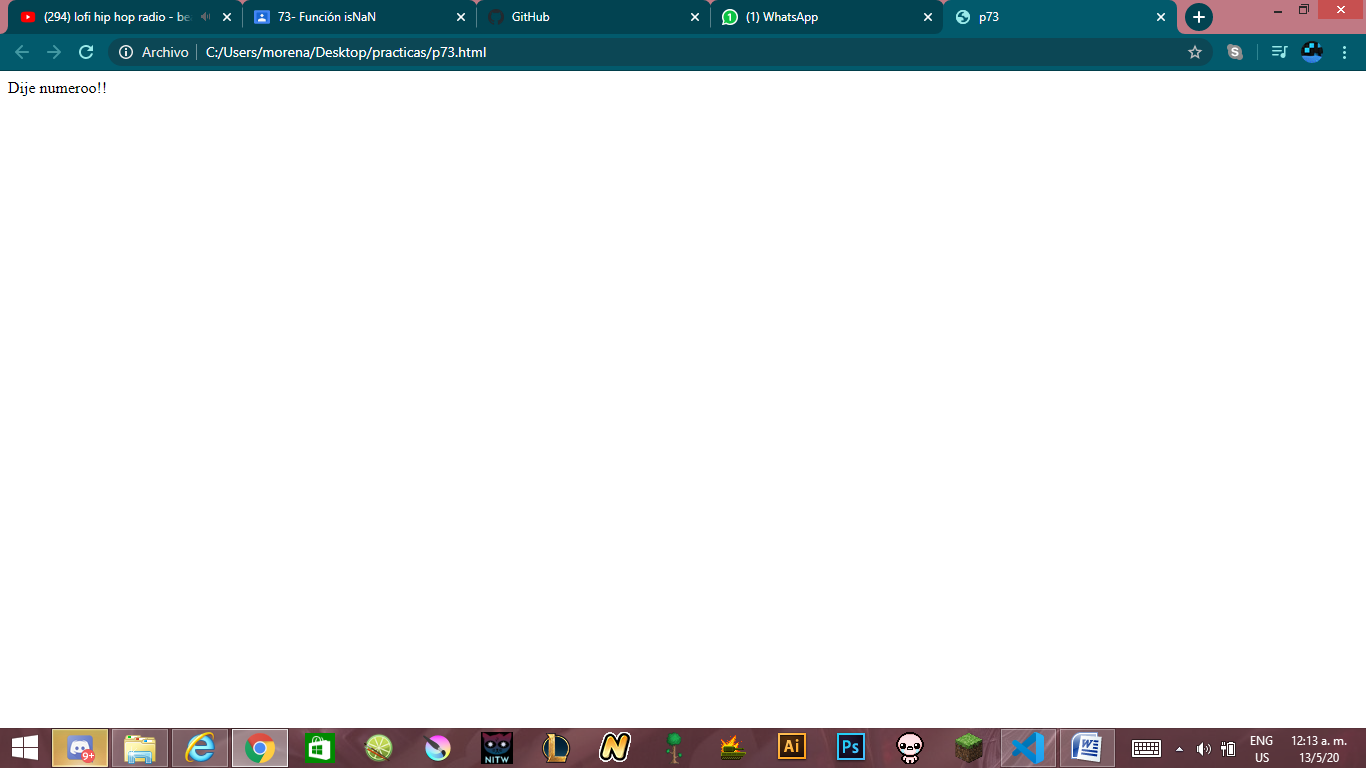 (294) lofi hip hop radio - be
73- Función isNaN
GitHub
(1) WhatsApp
p73
Archivo
C:/Users/morena/Desktop/practicas/p73.html
Dije numeroo!!
9+
NITW
Ai
Ps
ENG
US
12:13 a. m.
13/5/20